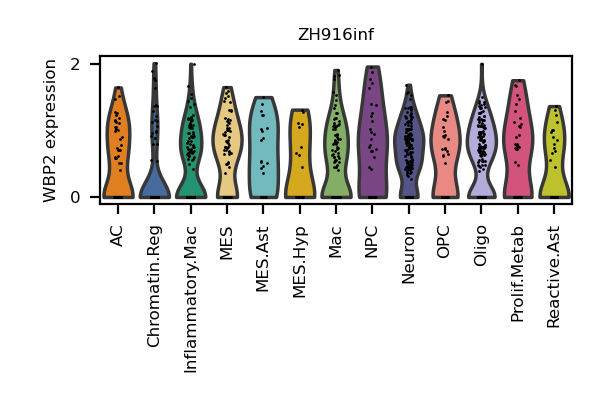 ZH916inf
WBP2 expression
2
0
AC
Chromatin.Reg
Inflammatory.Mac
MES
MES.Ast
MES.Hyp
Mac
NPC
Neuron
OPC
Oligo
Prolif.Metab
Reactive.Ast